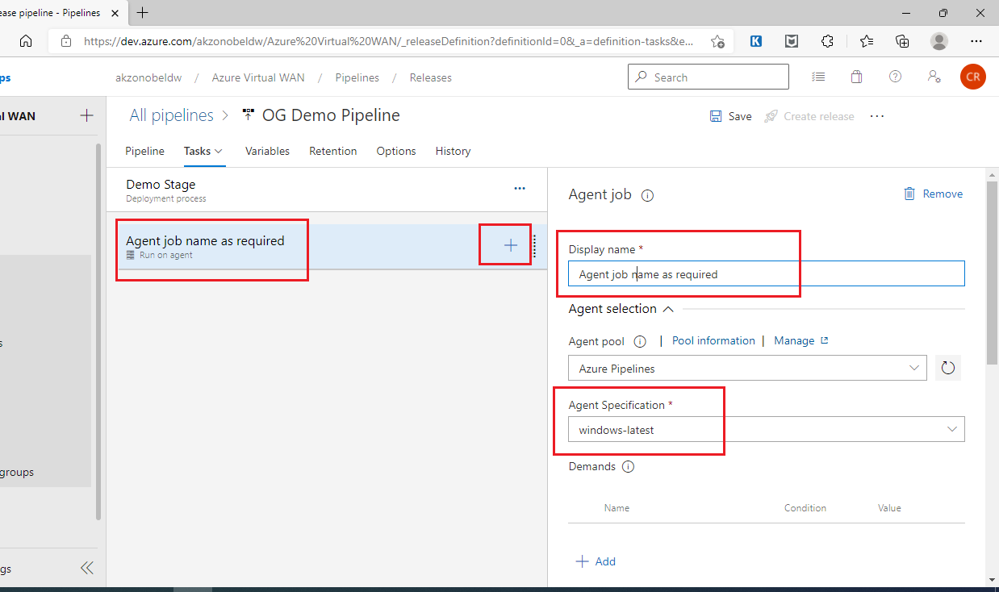 ease pipeline - Pipelines
https://dev.azure.com/akzonobeldw/Azure%20Virtual%20WAN/_releaseDefinition?definitionId=0&_a=definition-tasks&e...
ps
akzonobeldw / Azure Virtual WAN / Pipelines / Releases
Search
CR
al WAN
All pipelines > OG Demo Pipeline
Save
Create release
Pipeline Tasks Variables Retention Options History
Demo Stage
Deployment process
Agent job name as required
Run on agent
Agent job
Remove
Display name *
Agent job name as required
Agent selection
Agent pool | Pool information | Manage
Azure Pipelines
Agent Specification *
windows-latest
Demands
Name Condition Value
Add
s
groups
gs